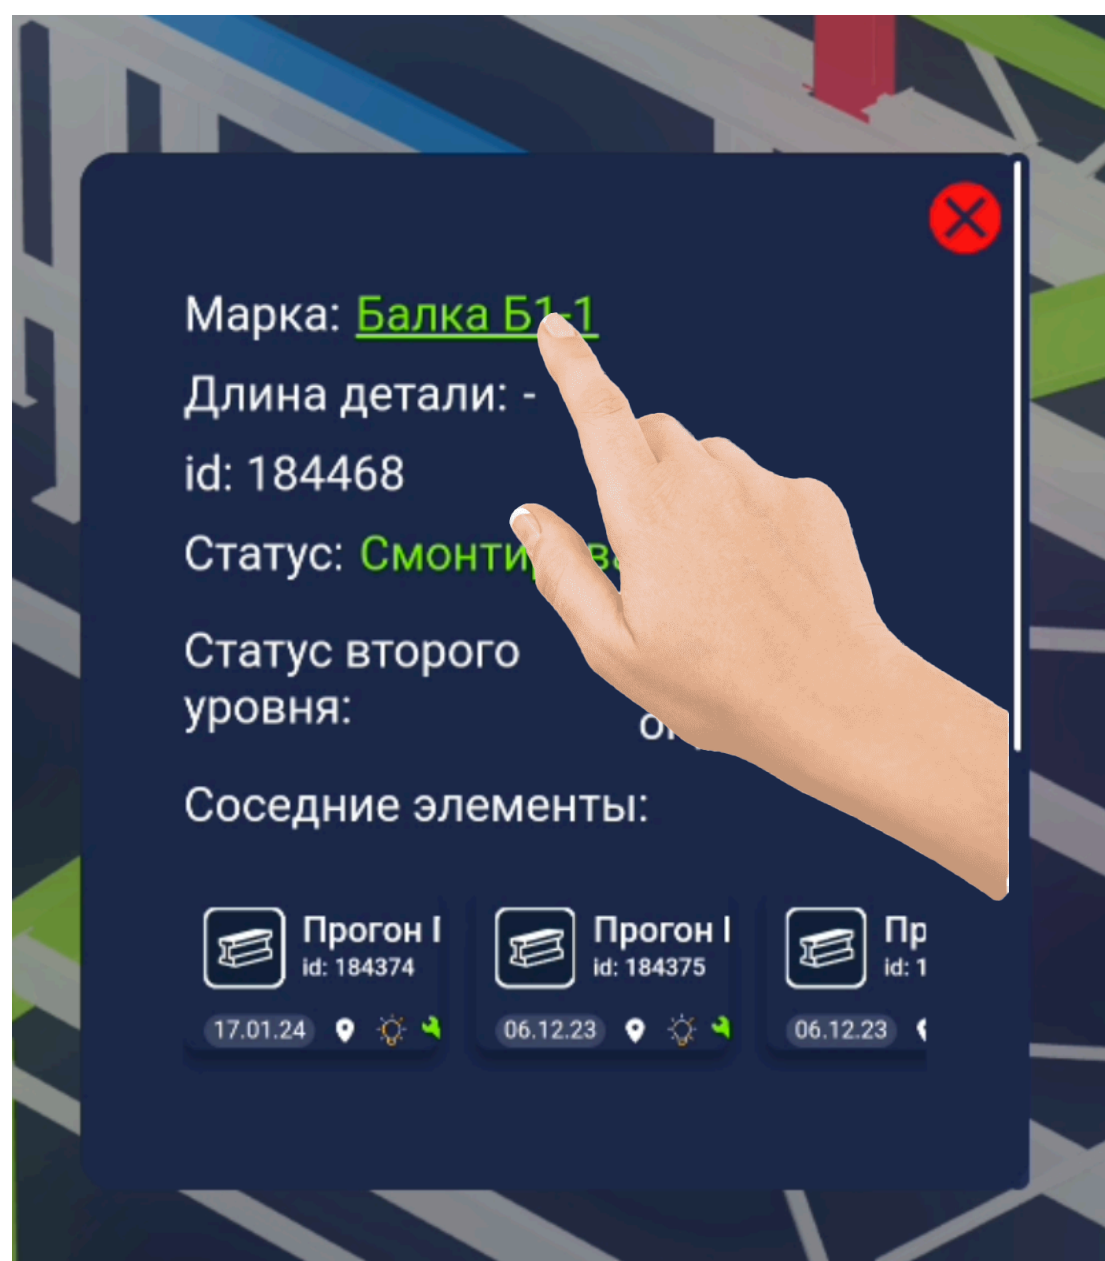 Марка: Балка Б1-1
Длина детали: -
id: 184468
Статус:
Статус второго
уровня:
Соседние элементы:
Прогон
id: 184374
17.01.24
Прогон
id: 184375
06.12.23
06.12.23